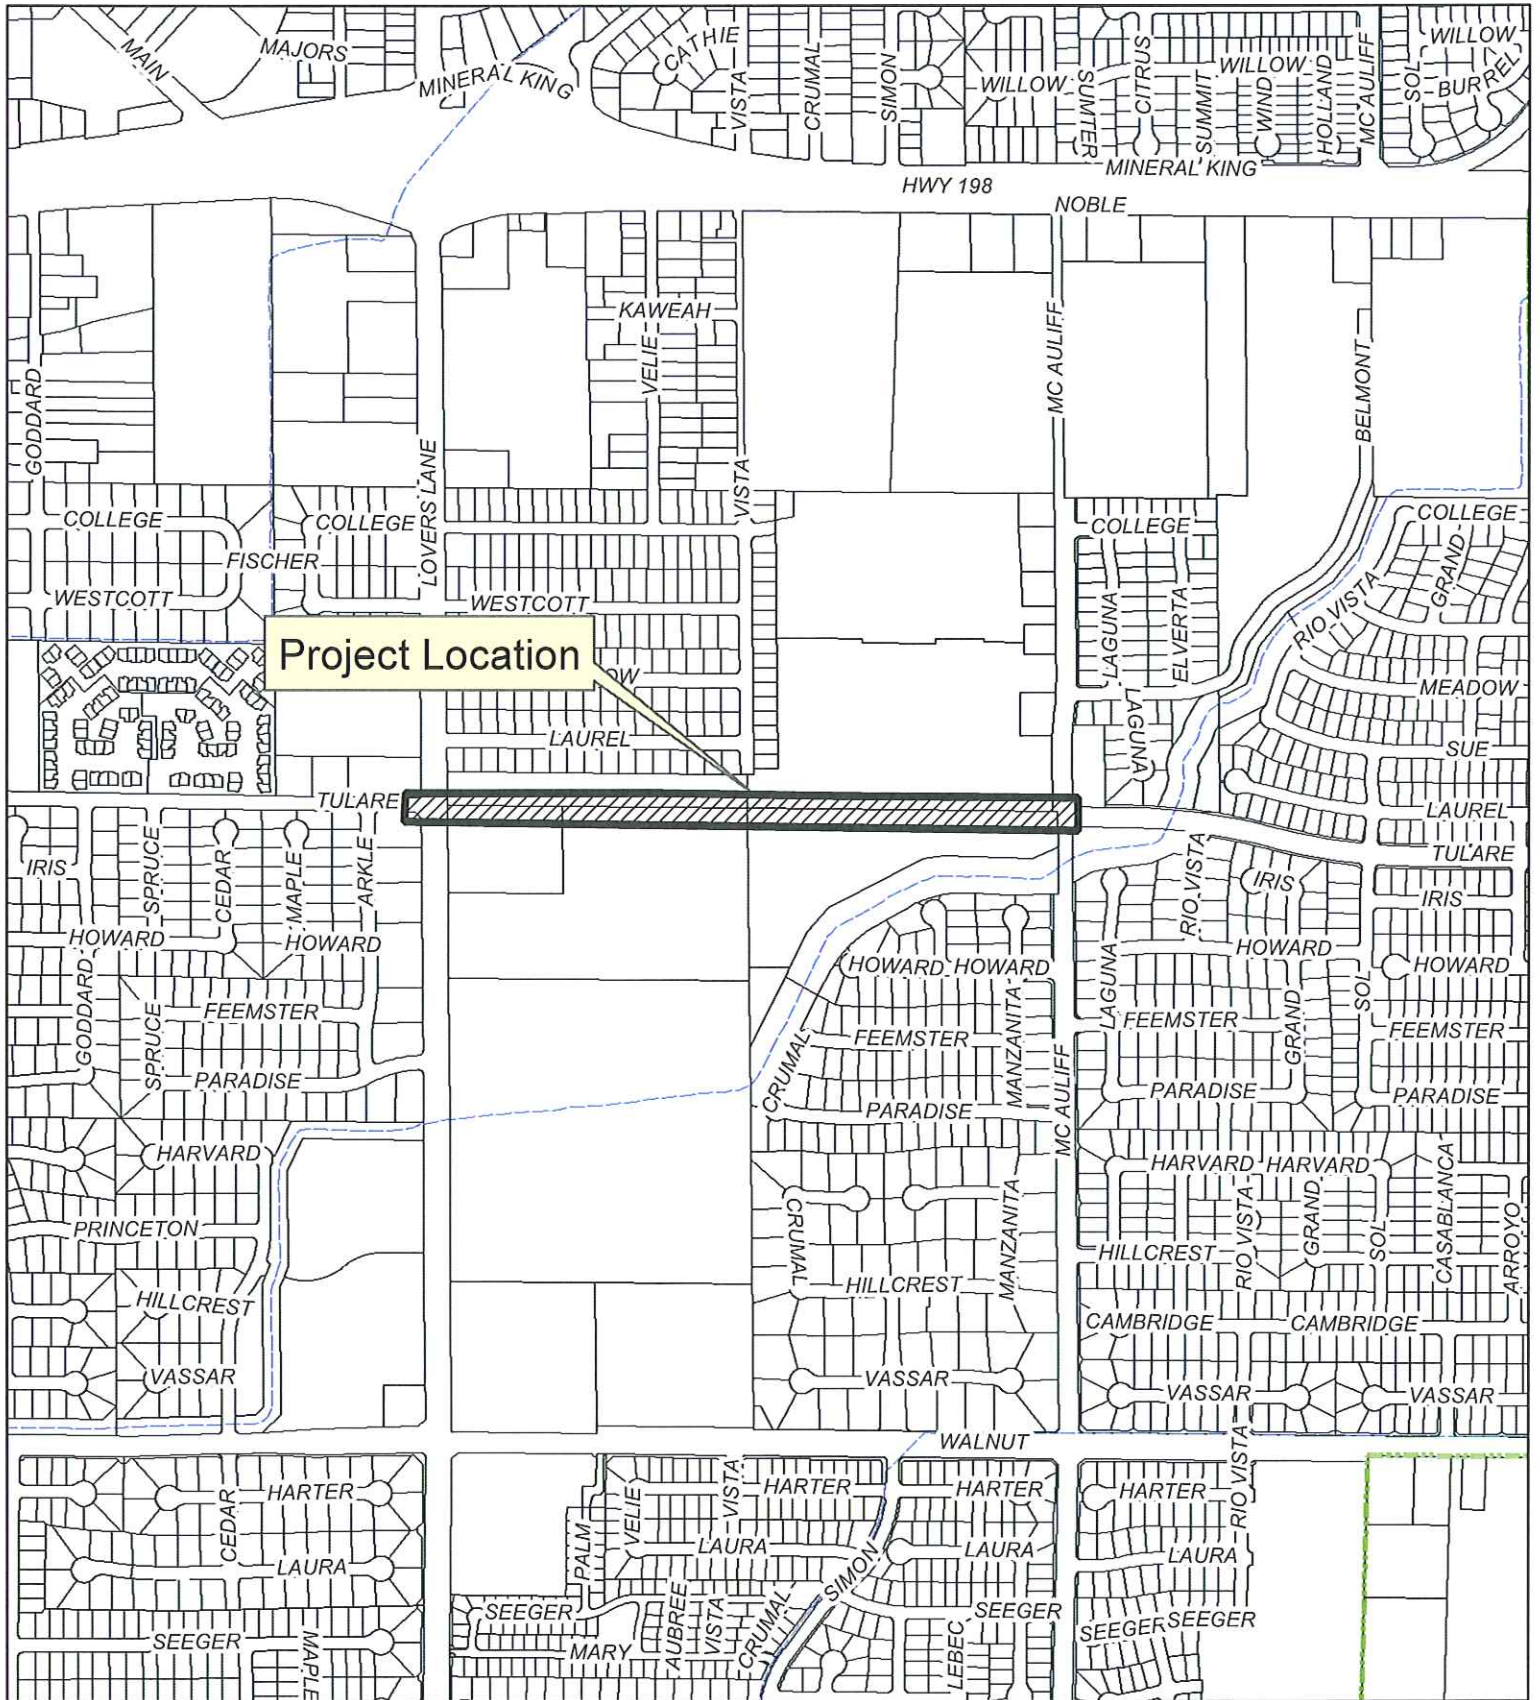 MAIN
MAJORS
MINERAL KING
CATHIE
VISTA
CRUMAL
SIMON
WILLOW
SUMTER
CITRUS
SUMMIT
WILLOW
WIND
HOLLAND
MC AULIFF
SOL
WILLOW
BURREL
MINERAL KING
HWY 198
NOBLE
KAWEAH
VELIE
GODDARD
LOVERS LANE
VISTA
MC AULIFF
BELMONT
COLLEGE
FISCHER
COLLEGE
WESTCOTT
WESTCOTT
COLLEGE
LAGUNA
ELVERTA
COLLEGE
GRAND
RIO VISTA
Project Location
OW
LAUREL
LAGUNA
MEADOW
SUE
LAUREL
TULARE
TULARE
IRIS
SPRUCE
CEDAR
MAPLE
ARKLE
RIO VISTA
IRIS
IRIS
HOWARD
HOWARD
HOWARD
HOWARD
HOWARD
HOWARD
GODDARD
SPRUCE
FEEMSTER
FEEMSTER
MANZANITA
LAGUNA
FEEMSTER
GRAND
SOL
FEEMSTER
PARADISE
CRUMAL
PARADISE
MC AULIFF
PARADISE
PARADISE
HARVARD
HARVARD
HARVARD
CASABLANCA
PRINCETON
CRUMAL
MANZANITA
RIO VISTA
GRAND
SOL
ARROYO
HILLCREST
HILLCREST
HILLCREST
CAMBRIDGE
CAMBRIDGE
VASSAR
VASSAR
VASSAR
VASSAR
WALNUT
RIO VISTA
HARTER
CEDAR
VELIE
VISTA
HARTER
HARTER
HARTER
LAURA
PALM
LAURA
SIMON
LAURA
LAURA
SEEGER
MAPLE
SEEGER
MARY
AUBREE
VISTA
CRUMAL
SEEGER
LEBEC
SEEGER
SEEGER